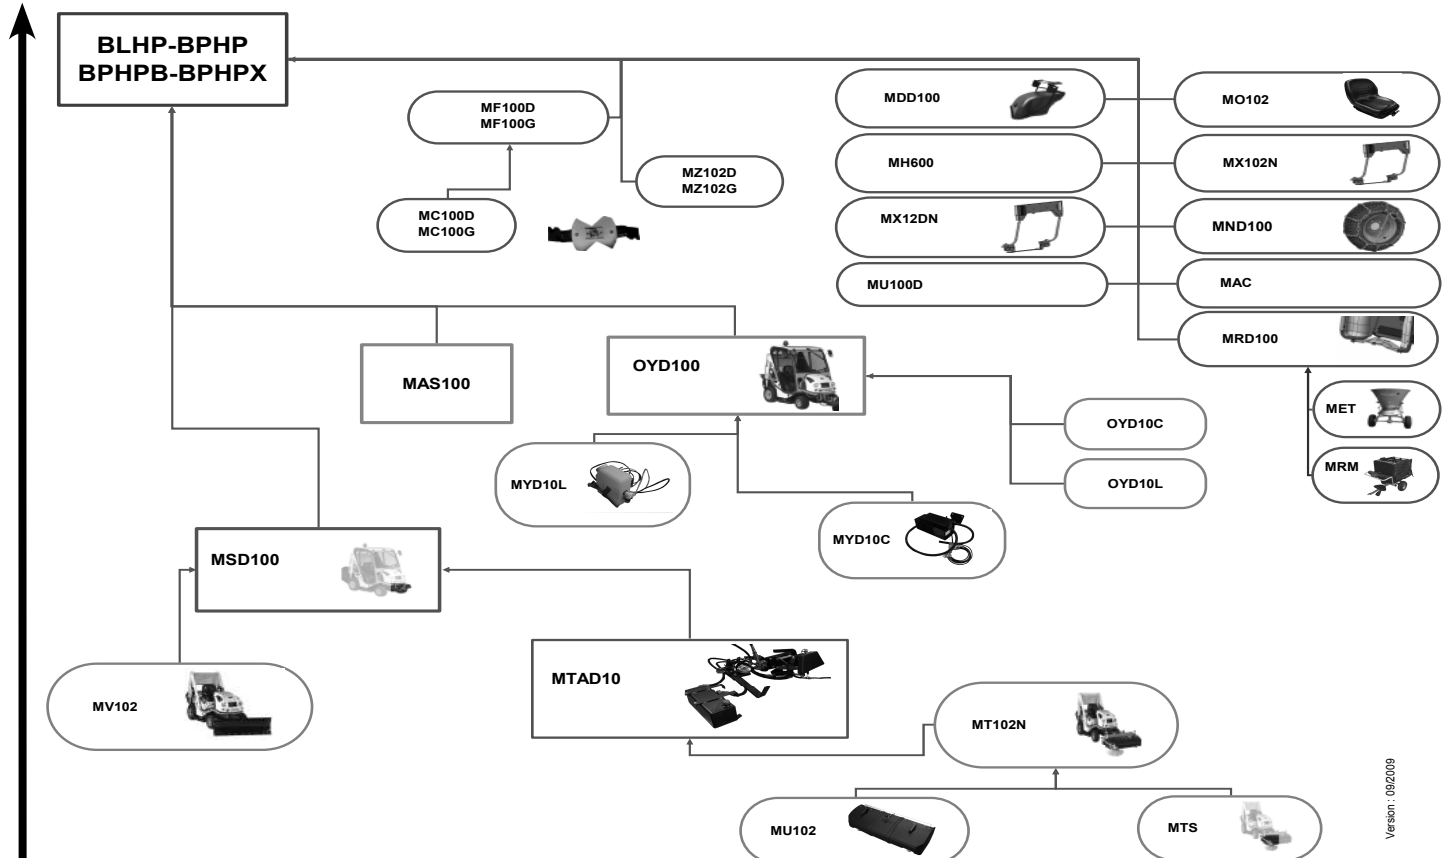 BLHP-BPHP
BPHPB-BPHPX
MF100D
MF100G
MC100D
MC100G
MZ102D
MZ102G
MDD100
MO102
MH600
MX102N
MX12DN
MND100
MU100D
MAC
MRD100
MET
MRM
MAS100
OYD100
OYD10C
OYD10L
MYD10L
MYD10C
MSD100
MV102
MTAD10
MT102N
MU102
MTS
Version : 09/2009